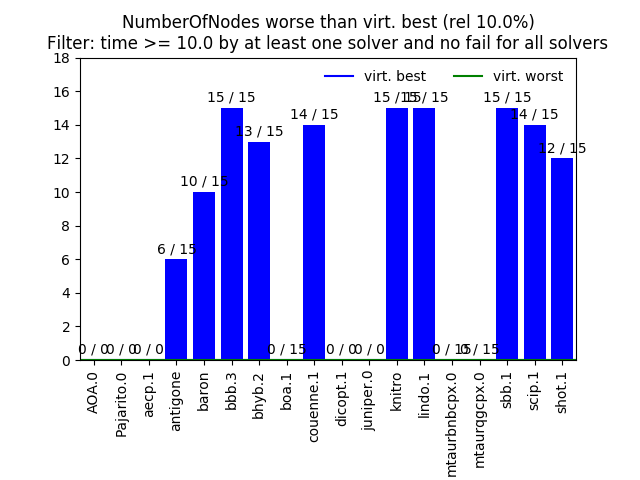 NumberOfNodes worse than virt. best (rel 10.0%)
Filter: time >= 10.0 by at least one solver and no fail for all solvers
virt. best
virt. worst
18
16
14
12
10
8
6
4
2
0
0 / 0
0 / 0
0 / 0
6 / 15
10 / 15
15 / 15
13 / 15
0 / 15
14 / 15
0 / 0
0 / 0
15 / 15
15 / 15
0 / 15
0 / 15
15 / 15
14 / 15
12 / 15
AOA.0
Pajarito.0
aecp.1
antigone
baron
bbb.3
bhyb.2
boa.1
couenne.1
dicopt.1
juniper.0
knitro
lindo.1
mtaurbnbcpx.0
mtaurqgcpx.0
sbb.1
scip.1
shot.1